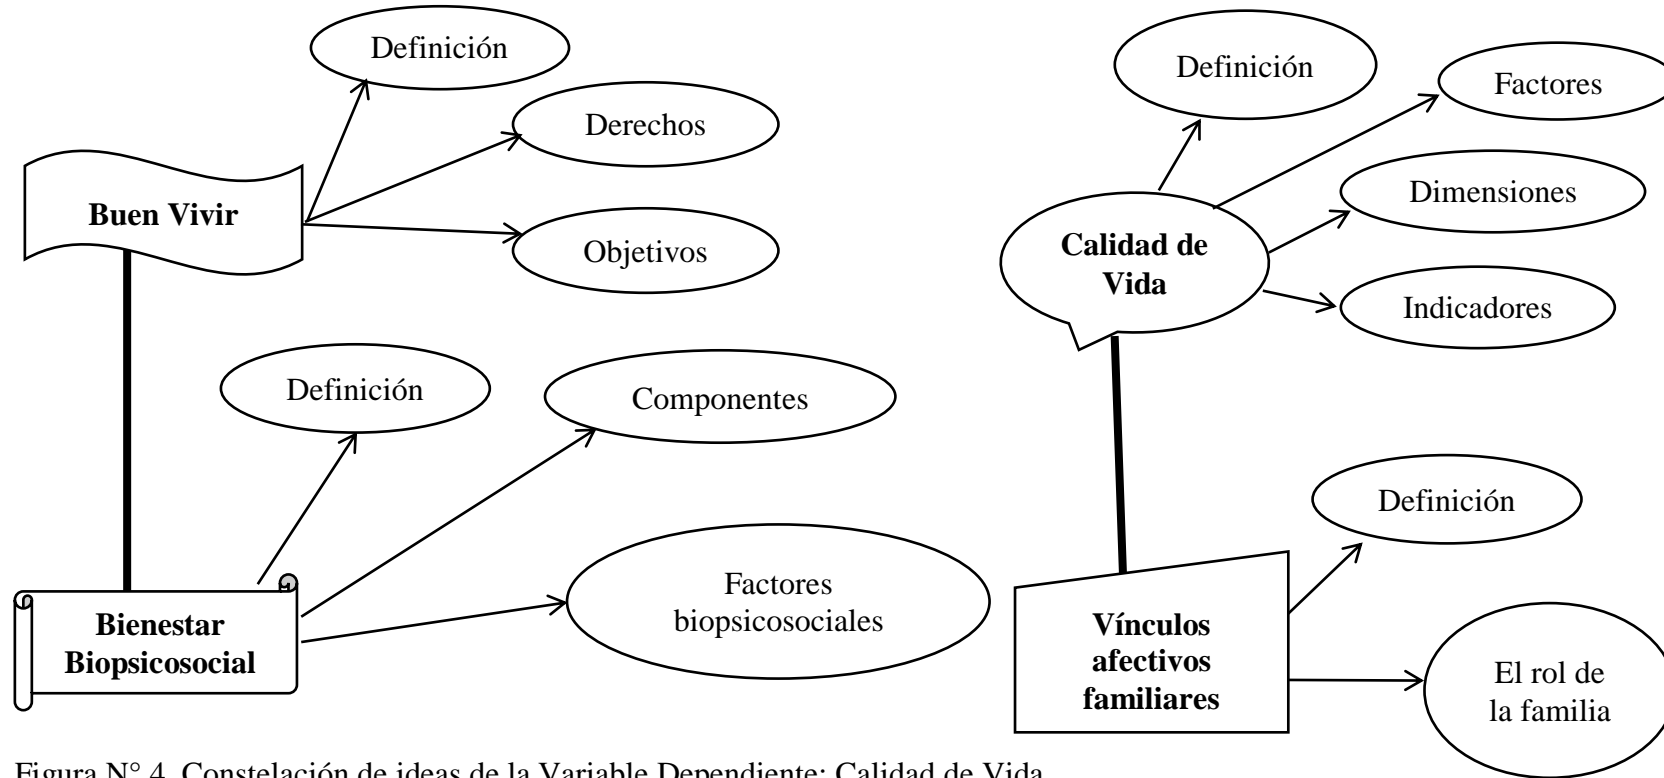 Definición
Derechos
Buen Vivir
Objetivos
Definición
Componentes
Factores
biopsicosociales
Bienestar
Biopsicosocial
Definición
Factores
Dimensiones
Calidad de
Vida
Indicadores
Definición
Vínculos
afectivos
familiares
El rol de
la familia
Figura N° 4. Constelación de ideas de la Variable Dependiente: Calidad de Vida